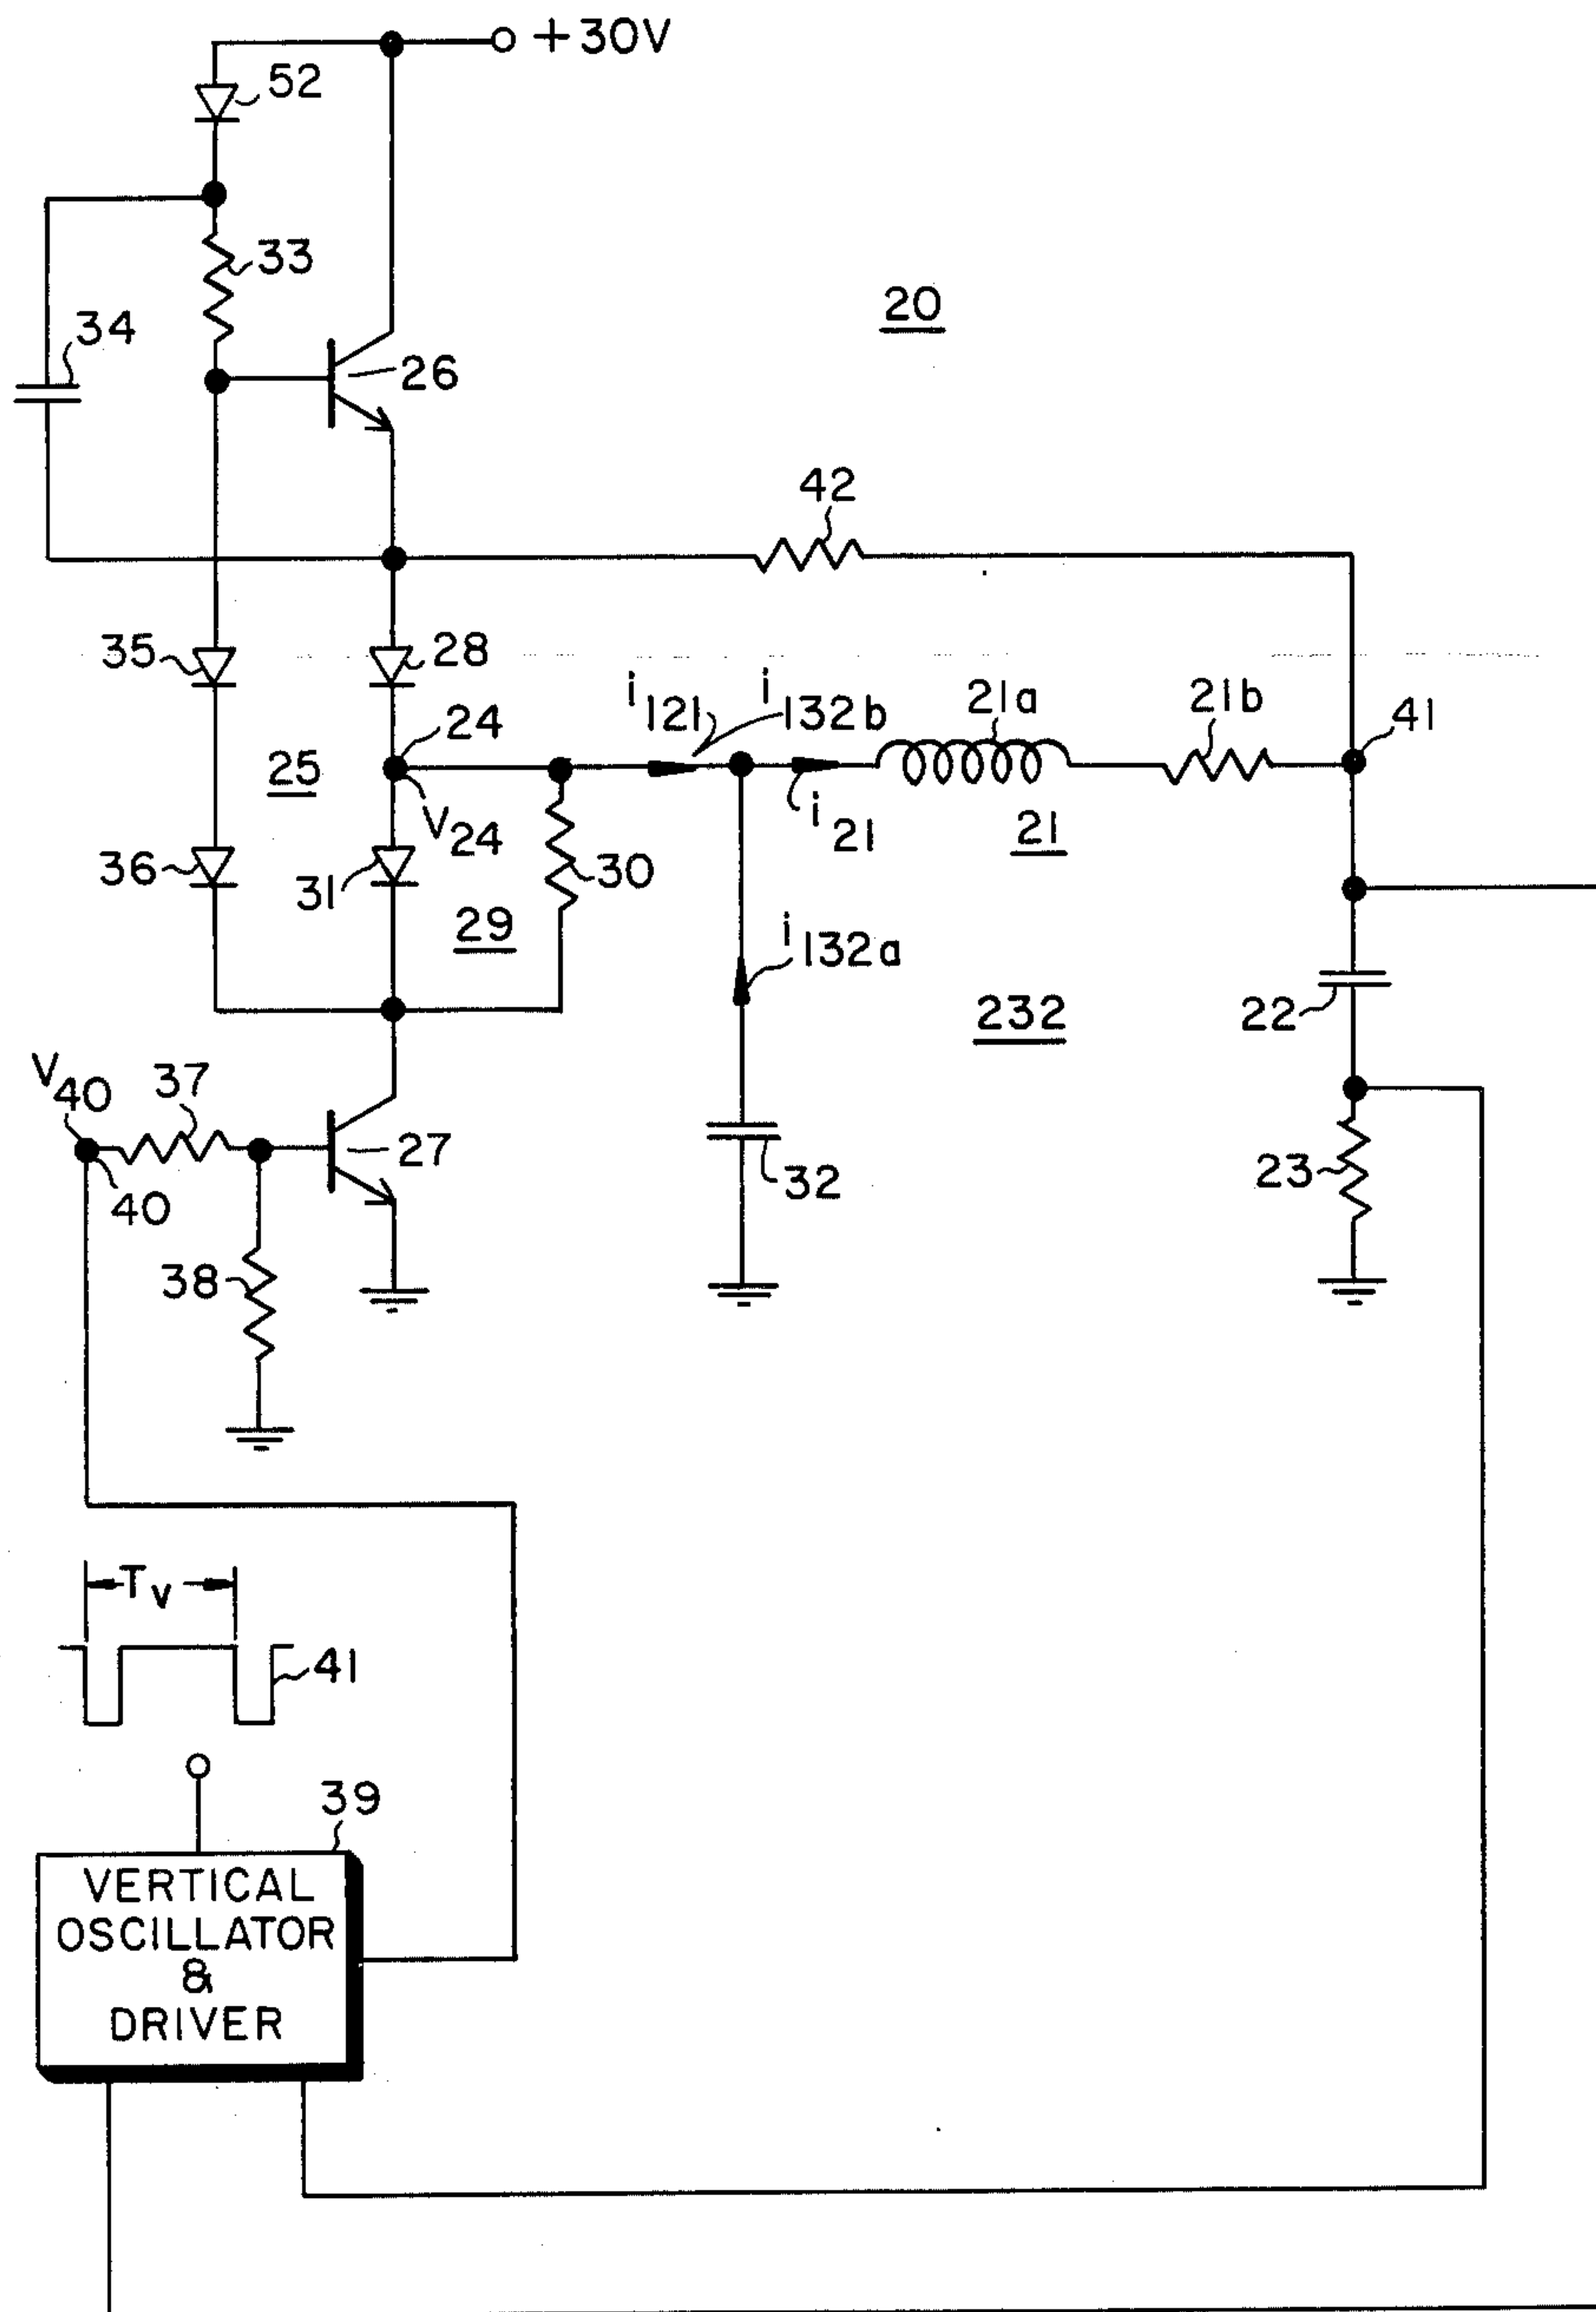 +30V
52
33
34
20
26
42
35
28
i121
i132b
21a
21b
41
24
25
V24
i21
21
36
31
30
29
i132a
232
22
V40
37
27
32
23
40
38
Tv
41
39
VERTICAL
OSCILLATOR
&
DRIVER